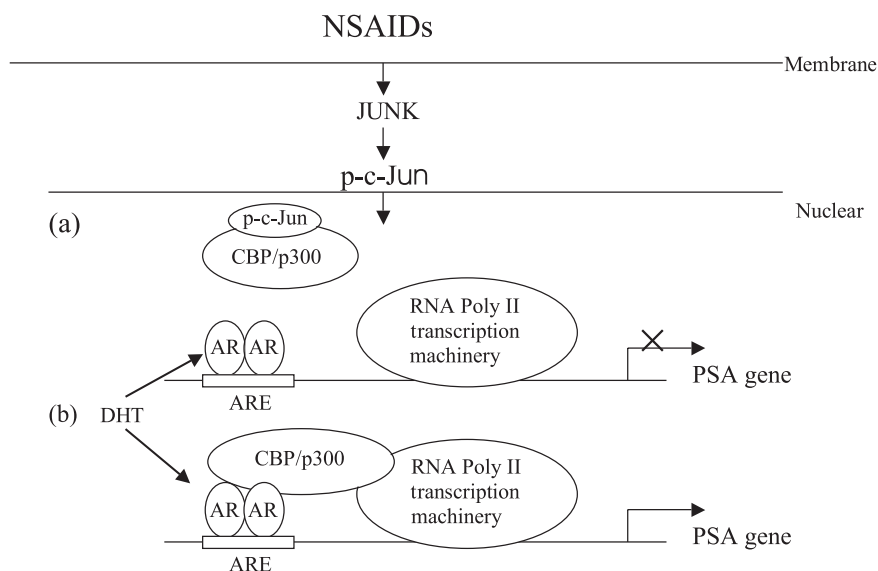 NSAIDs
Membrane
JUNK
p-c-Jun
Nuclear
(a)
p-c-Jun
CBP/p300
RNA Poly II
transcription
machinery
AR AR
PSA gene
ARE
(b) DHT
CBP/p300
RNA Poly II
transcription
machinery
AR AR
PSA gene
ARE